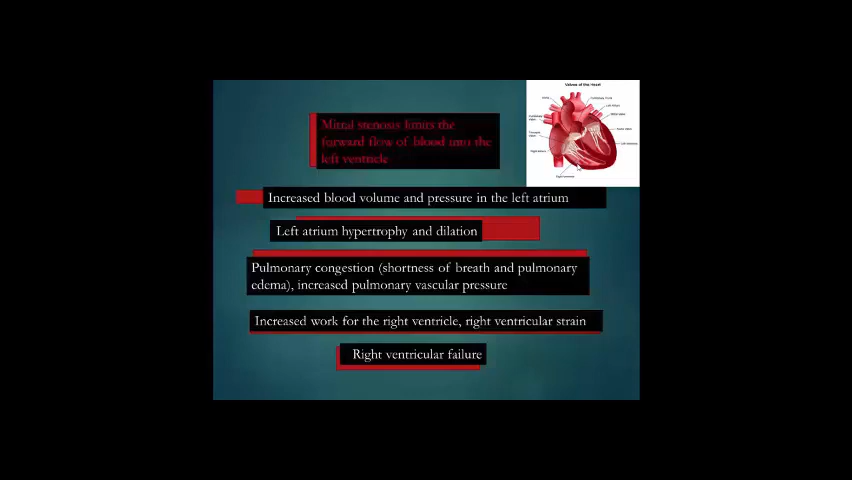 Valves of the Heart
Mitral stenosis limits the
forward flow of blood into the
left ventricle
Increased blood volume and pressure in the left atrium
Left atrium hypertrophy and dilation
Pulmonary congestion (shortness of breath and pulmonary
edema), increased pulmonary vascular pressure
Increased work for the right ventricle, right ventricular strain
Right ventricular failure